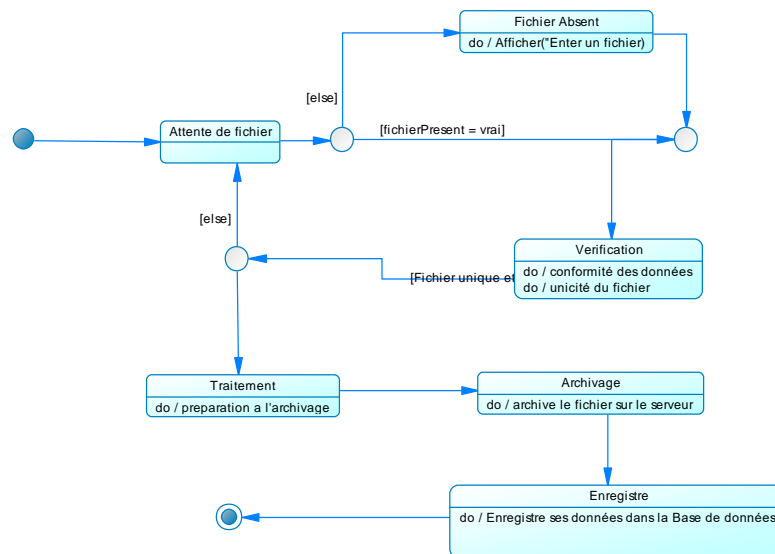 Fichier Absent
do / Afficher("Enter un fichier)
[else]
Attente de fichier
[fichierPresent = vrai]
[else]
Verification
do / conformité des données
do / unicité du fichier
[Fichier unique et
Traitement
do / preparation a l'archivage
Archivage
do / archive le fichier sur le serveur
Enregistre
do / Enregistre ses données dans la Base de données